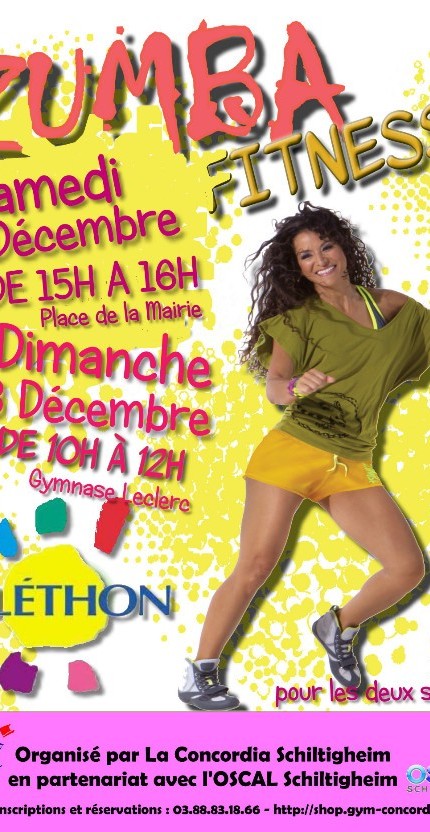 ZUMBA
FITNESS
amedi
Décembre
DE 15H A 16H
Place de la Mairie
Dimanche
8 Décembre
DE 10H À 12H
Gymnase Leclerc
LÉTHON
pour les deux s
Organisé par La Concordia Schiltigheim
en partenariat avec l'OSCAL Schiltigheim
nscriptions et réservations : 03.88.83.18.66 - http://shop.gym-concord